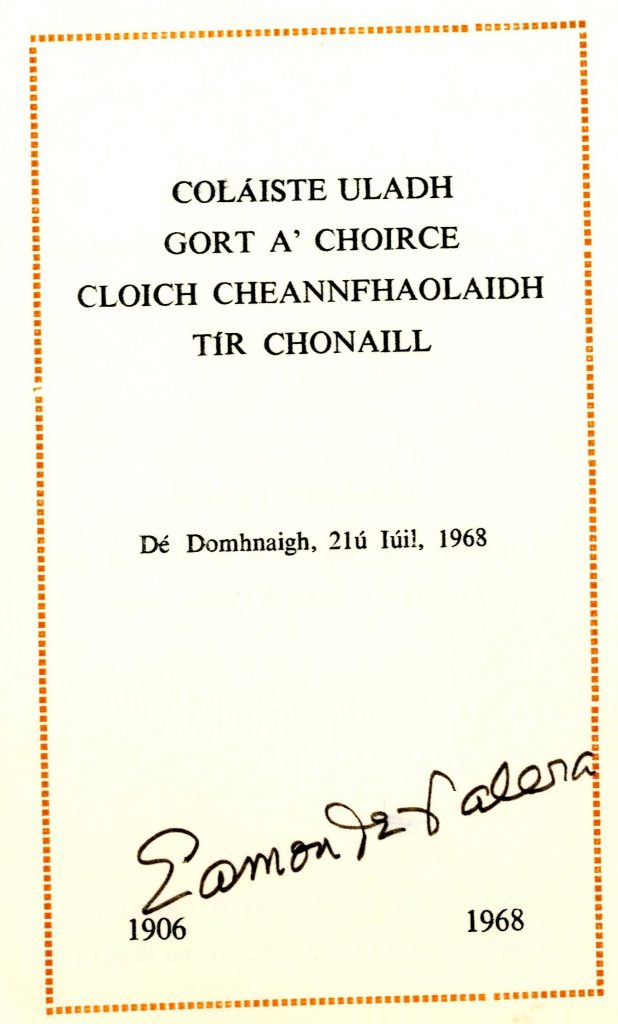 COLÁISTE ULADH
GORT A' CHOIRCE
CLOICH CHEANNFHAOLAIDH
TÍR CHONAILL
Dé Domhnaigh, 21ú Iúil, 1968
Eamon de Valera
1906 1968